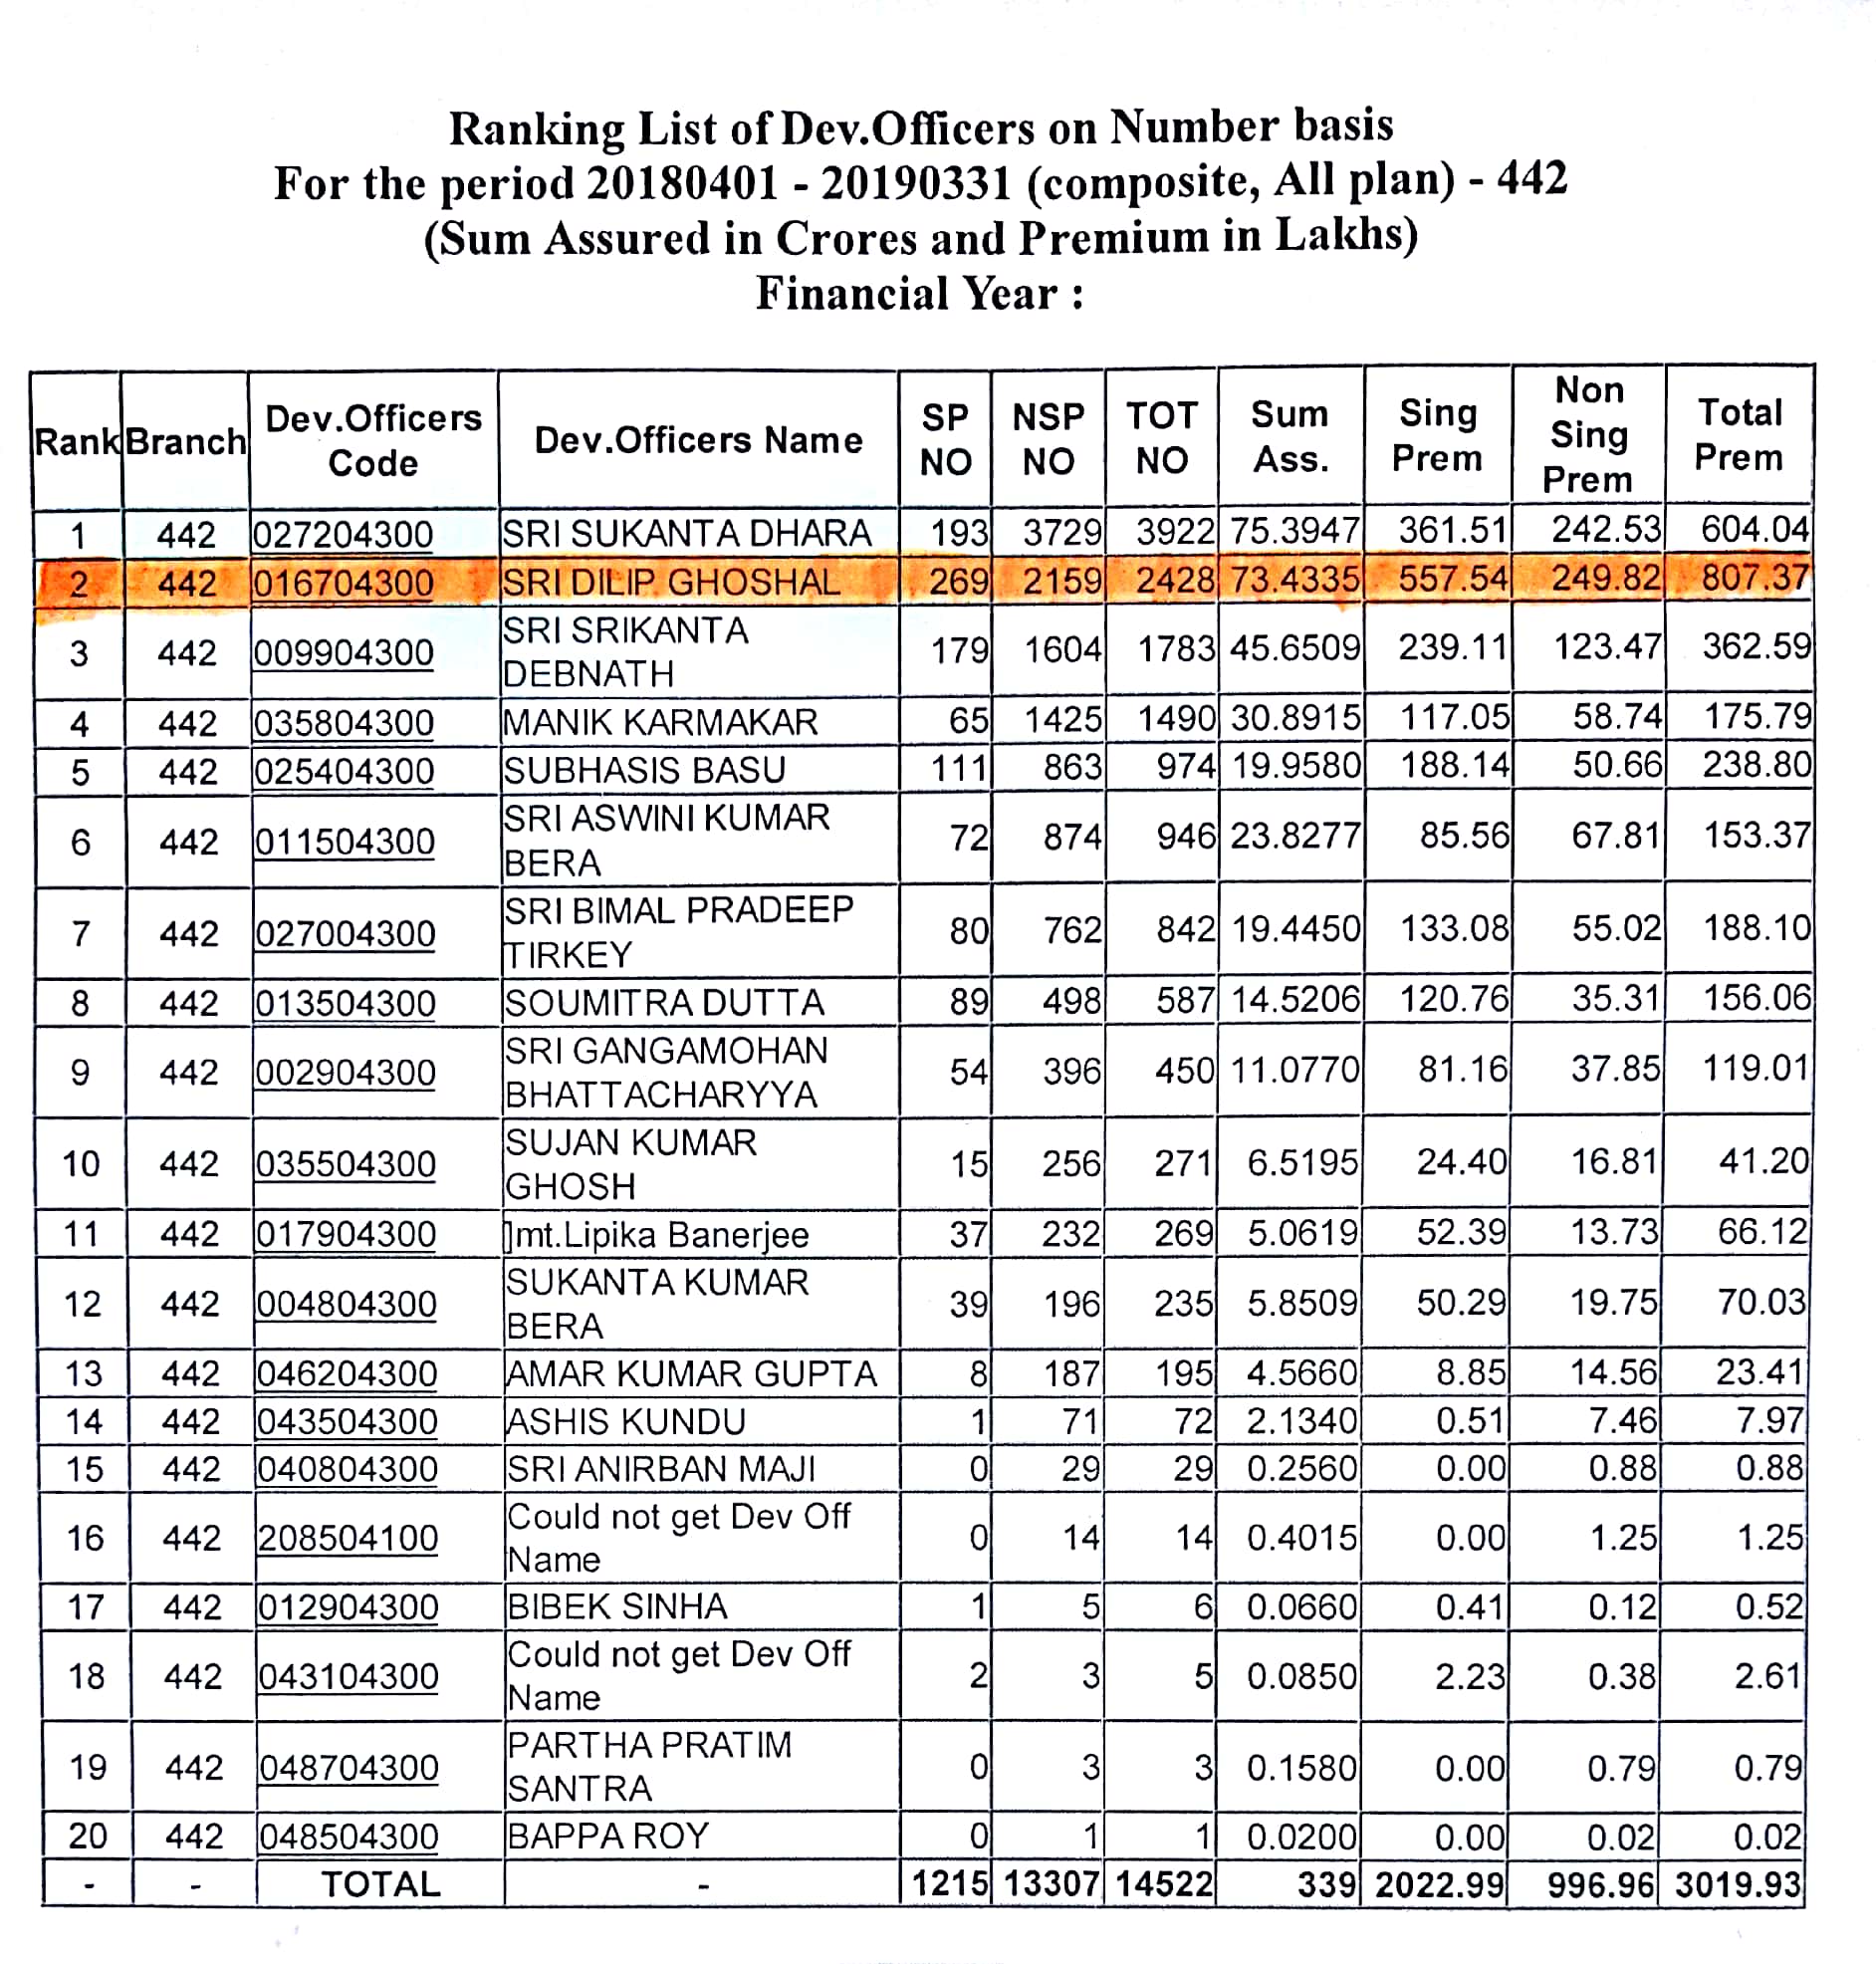 Ranking List of Dev.Officers on Number basis
For the period 20180401 - 20190331 (composite, All plan) - 442
(Sum Assured in Crores and Premium in Lakhs)
Financial Year :
Rank Branch Dev.Officers Code Dev.Officers Name SP NO NSP NO TOT NO Sum Ass. Sing Prem Non Sing Prem Total Prem
1 442 027204300 SRI SUKANTA DHARA 193 3729 3922 75.3947 361.51 242.53 604.04
2 442 016704300 SRI DILIP GHOSHAL 269 2159 2428 73.4335 557.54 249.82 807.37
3 442 009904300 SRI SRIKANTA DEBNATH 179 1604 1783 45.6509 239.11 123.47 362.59
4 442 035804300 MANIK KARMAKAR 65 1425 1490 30.8915 117.05 58.74 175.79
5 442 025404300 SUBHASIS BASU 111 863 974 19.9580 188.14 50.66 238.80
6 442 011504300 SRI ASWINI KUMAR BERA 72 874 946 23.8277 85.56 67.81 153.37
7 442 027004300 SRI BIMAL PRADEEP TIRKEY 80 762 842 19.4450 133.08 55.02 188.10
8 442 013504300 SOUMITRA DUTTA 89 498 587 14.5206 120.76 35.31 156.06
9 442 002904300 SRI GANGAMOHAN BHATTACHARYYA 54 396 450 11.0770 81.16 37.85 119.01
10 442 035504300 SUJAN KUMAR GHOSH 15 256 271 6.5195 24.40 16.81 41.20
11 442 017904300 ]mt.Lipika Banerjee 37 232 269 5.0619 52.39 13.73 66.12
12 442 004804300 SUKANTA KUMAR BERA 39 196 235 5.8509 50.29 19.75 70.03
13 442 046204300 AMAR KUMAR GUPTA 8 187 195 4.5660 8.85 14.56 23.41
14 442 043504300 ASHIS KUNDU 1 71 72 2.1340 0.51 7.46 7.97
15 442 040804300 SRI ANIRBAN MAJI 0 29 29 0.2560 0.00 0.88 0.88
16 442 208504100 Could not get Dev Off Name 0 14 14 0.4015 0.00 1.25 1.25
17 442 012904300 BIBEK SINHA 1 5 6 0.0660 0.41 0.12 0.52
18 442 043104300 Could not get Dev Off Name 2 3 5 0.0850 2.23 0.38 2.61
19 442 048704300 PARTHA PRATIM SANTRA 0 3 3 0.1580 0.00 0.79 0.79
20 442 048504300 BAPPA ROY 0 1 1 0.0200 0.00 0.02 0.02
- - TOTAL - 1215 13307 14522 339 2022.99 996.96 3019.93